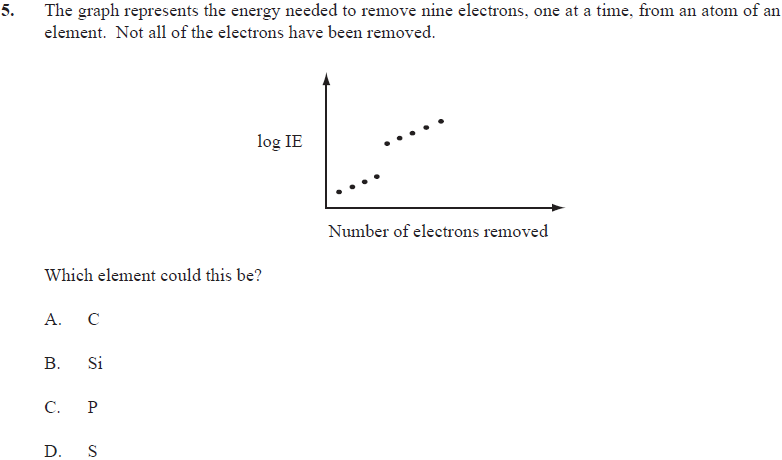 5. The graph represents the energy needed to remove nine electrons, one at a time, from an atom of an
element. Not all of the electrons have been removed.
log IE
Number of electrons removed
Which element could this be?
A. C
B. Si
C. P
D. S